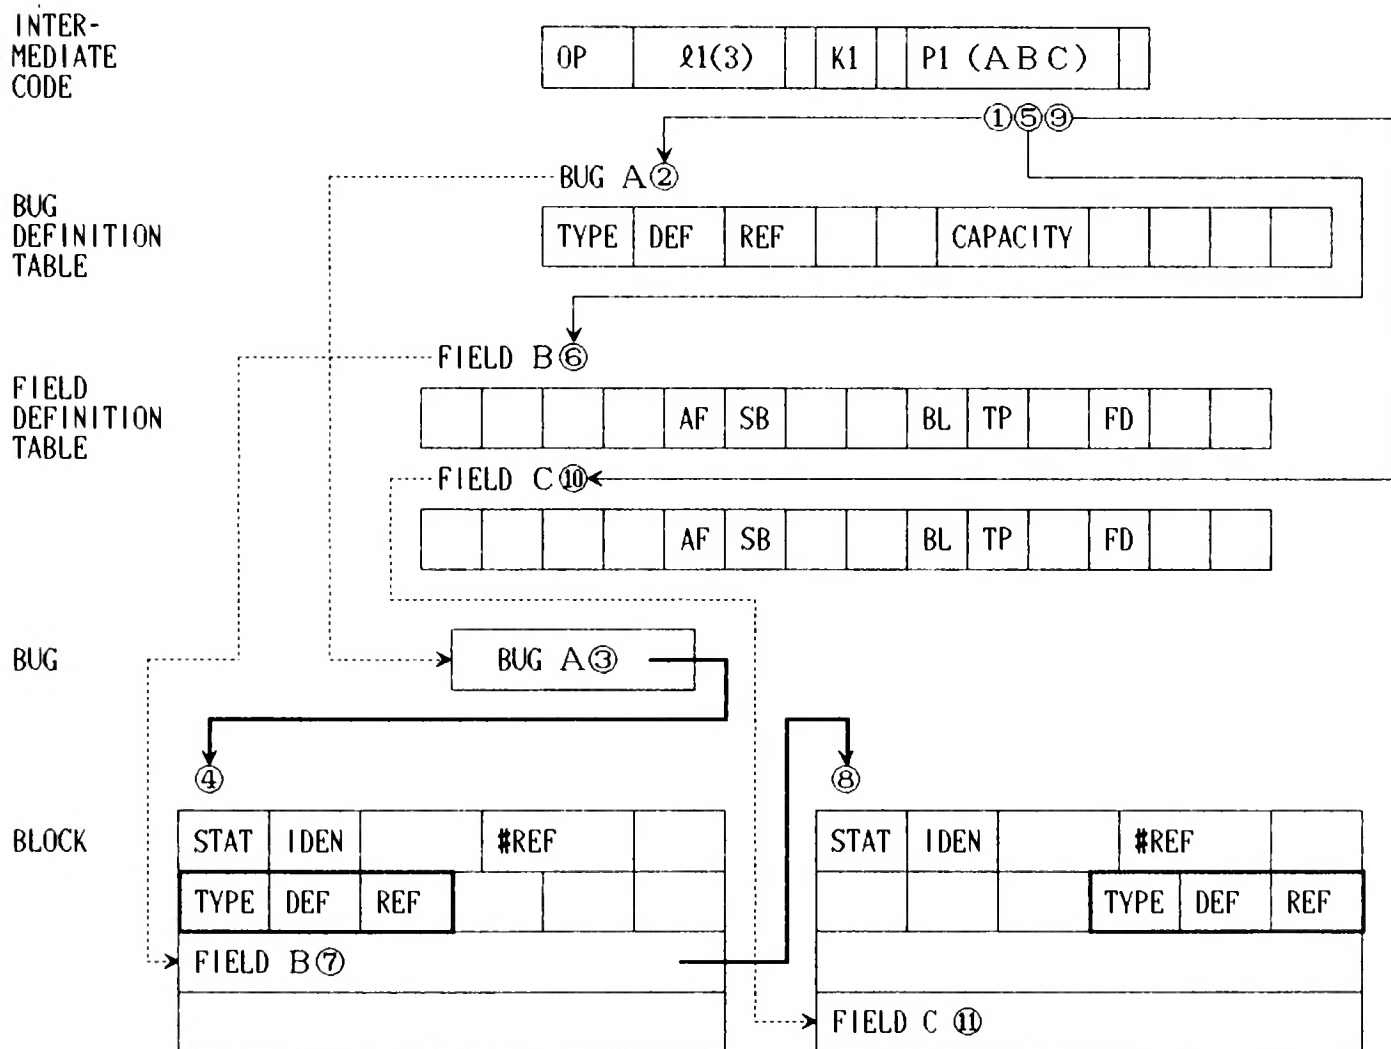 INTER-
MEDIATE
CODE
OP ℓ1(3) K1 P1 (ABC)
①⑤⑨
BUG A②
BUG
DEFINITION
TABLE
TYPE DEF REF CAPACITY
FIELD B⑥
FIELD
DEFINITION
TABLE
AF SB BL TP FD
FIELD C⑩
AF SB BL TP FD
BUG
BUG A③
④ ⑧
BLOCK
STAT IDEN #REF STAT IDEN #REF
TYPE DEF REF TYPE DEF REF
FIELD B⑦
FIELD C ⑪